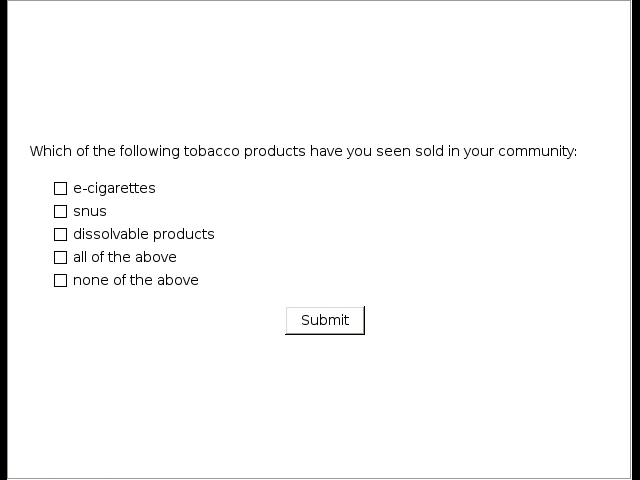 Which of the following tobacco products have you seen sold in your community:
e-cigarettes
snus
dissolvable products
all of the above
none of the above
Submit